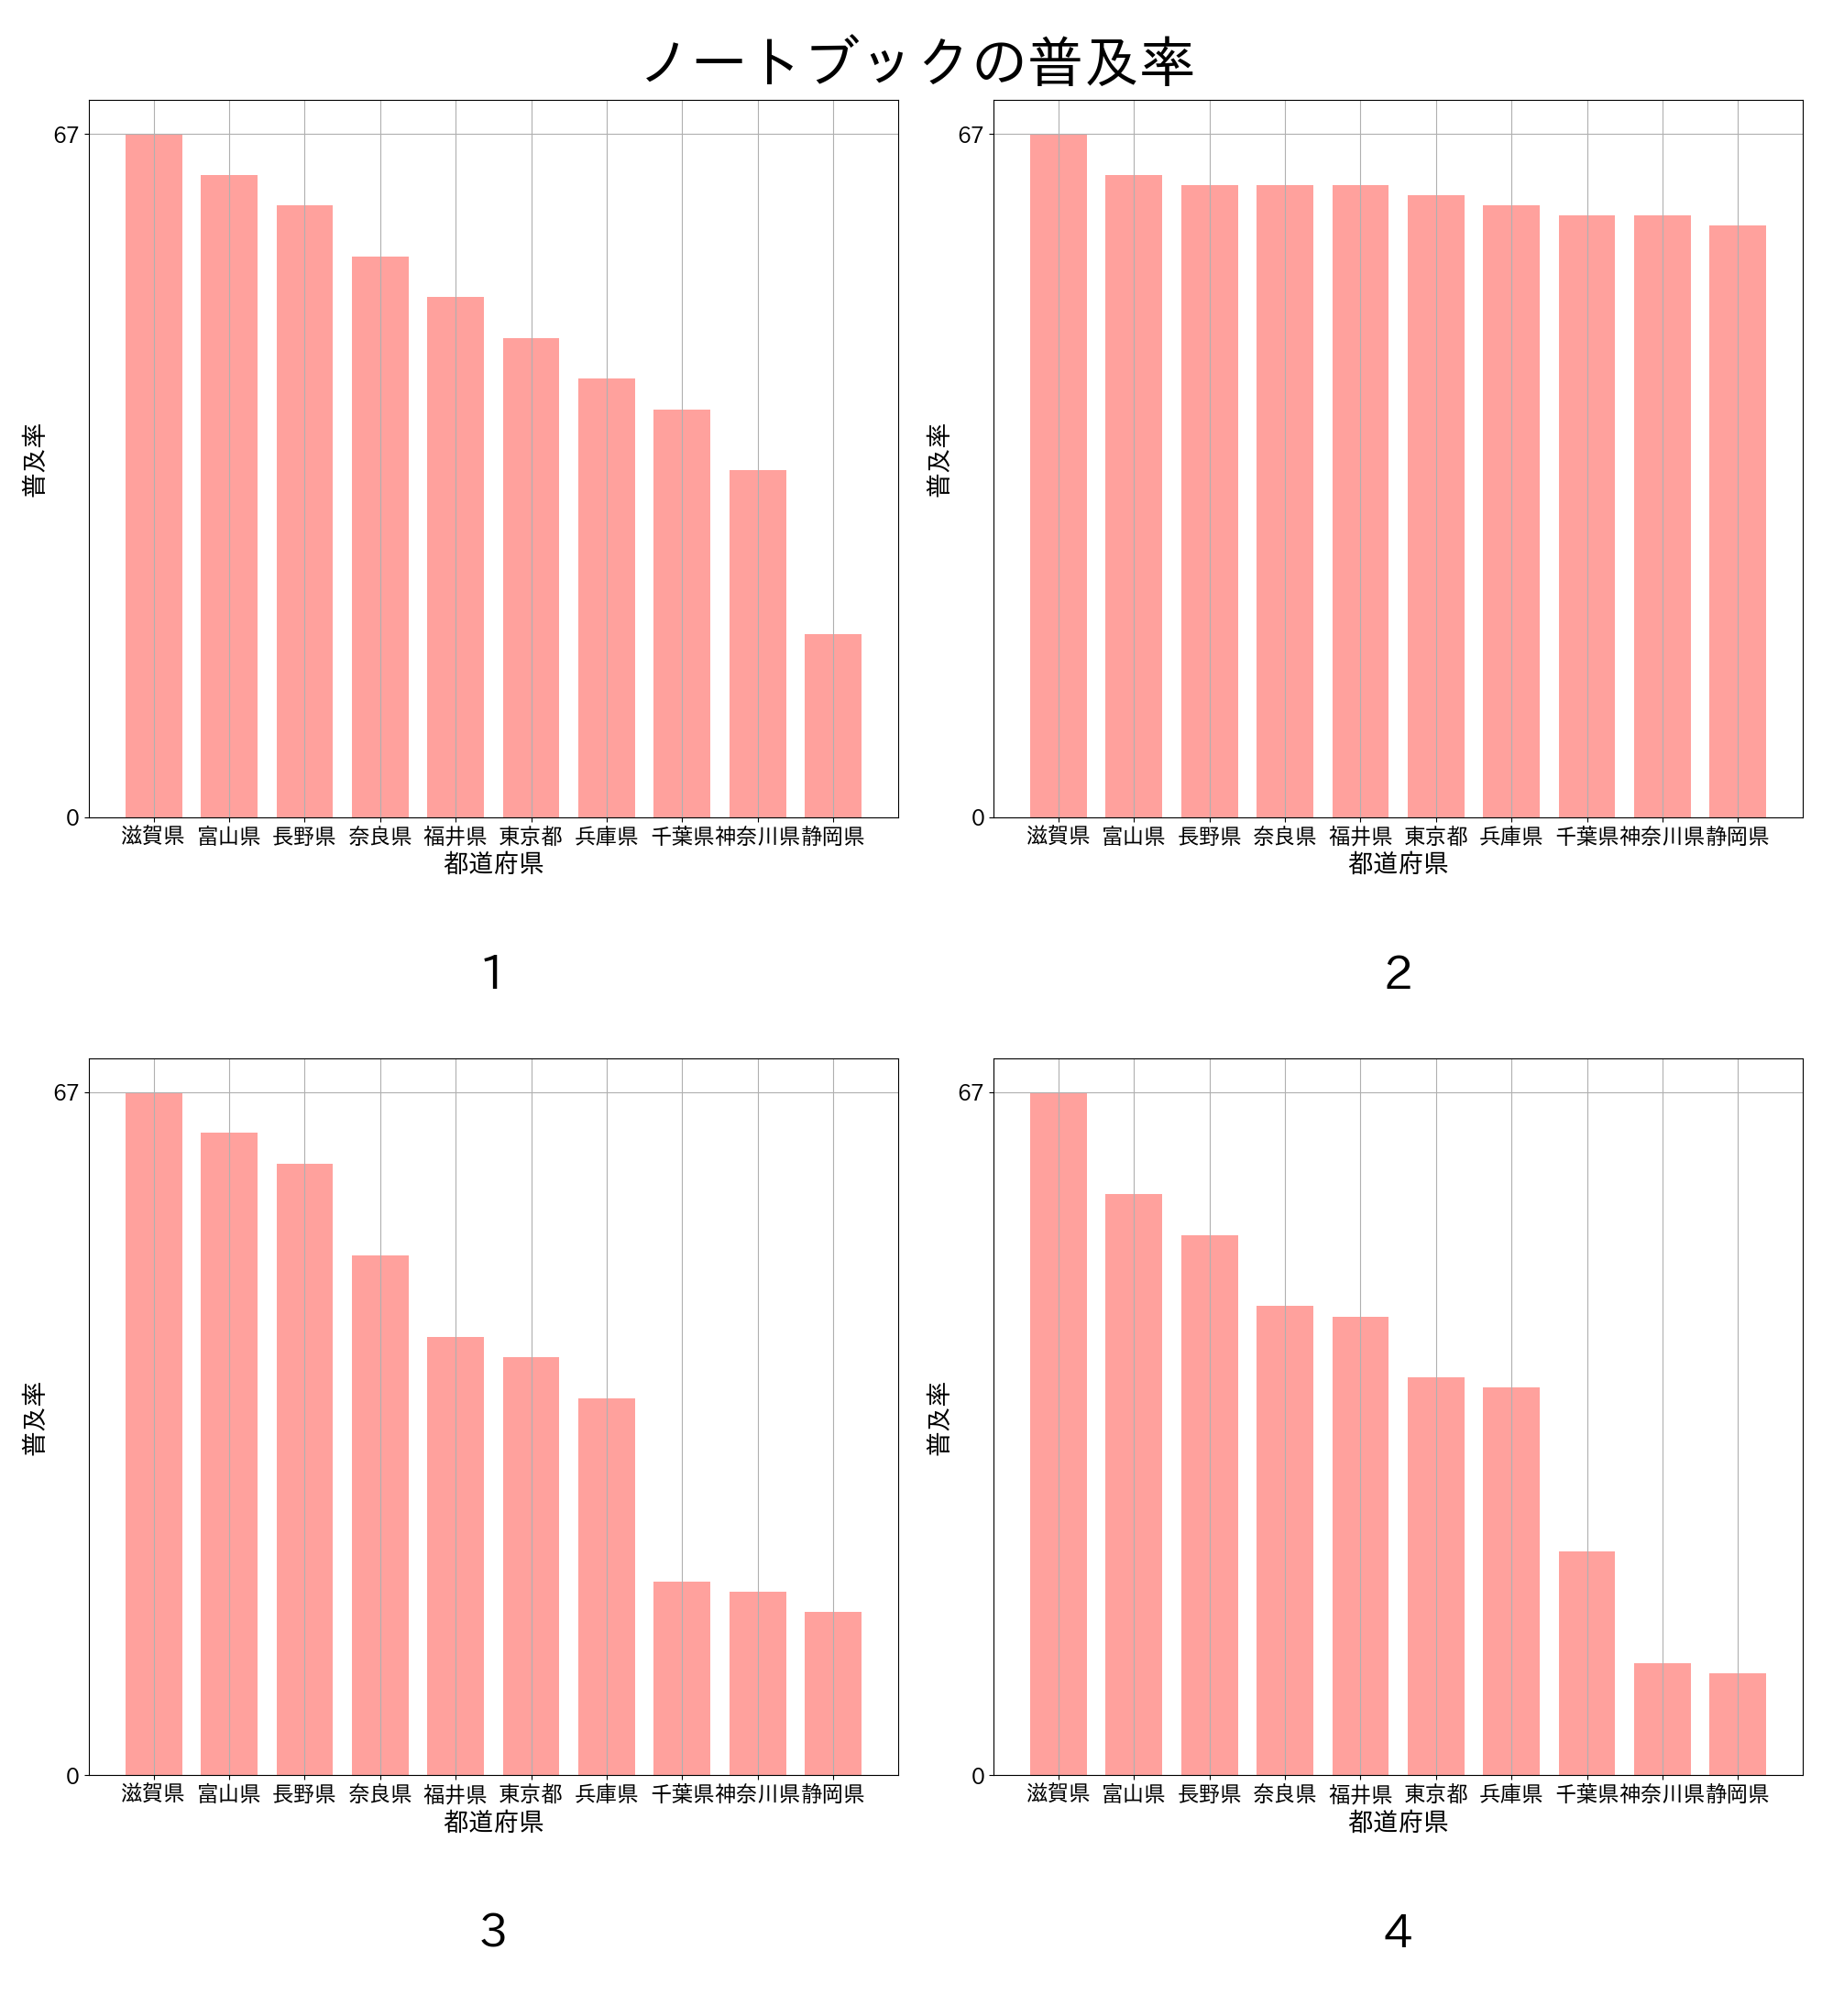 ノートブックの普及率
67
0
普及率
滋賀県 富山県 長野県 奈良県 福井県 東京都 兵庫県 千葉県 神奈川県 静岡県
都道府県
1
67
0
普及率
滋賀県 富山県 長野県 奈良県 福井県 東京都 兵庫県 千葉県 神奈川県 静岡県
都道府県
2
67
0
普及率
滋賀県 富山県 長野県 奈良県 福井県 東京都 兵庫県 千葉県 神奈川県 静岡県
都道府県
3
67
0
普及率
滋賀県 富山県 長野県 奈良県 福井県 東京都 兵庫県 千葉県 神奈川県 静岡県
都道府県
4